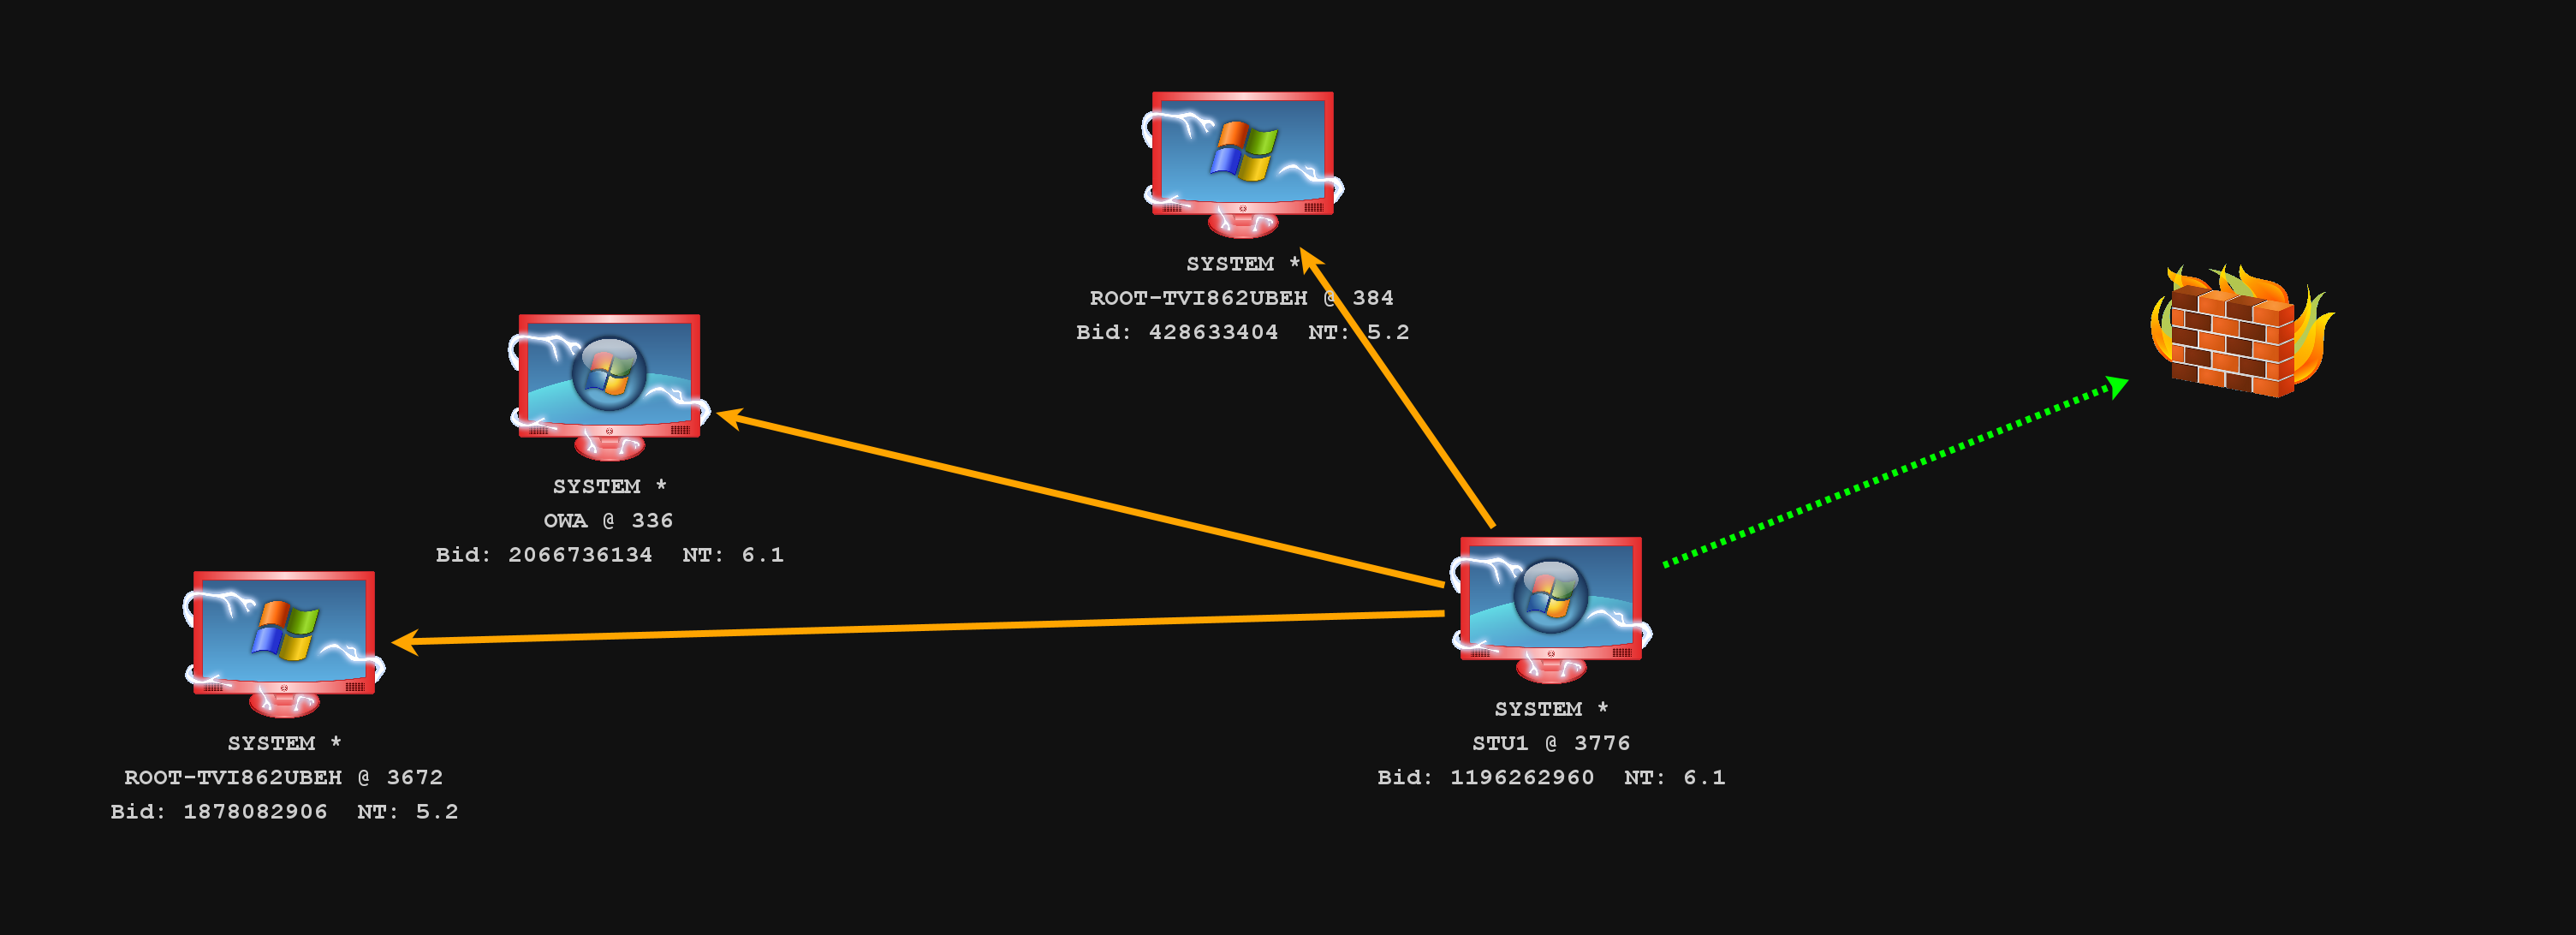 SYSTEM *
ROOT-TVI862UBEH @ 384
Bid: 428633404  NT: 5.2
SYSTEM *
OWA @ 336
Bid: 2066736134  NT: 6.1
SYSTEM *
STU1 @ 3776
Bid: 1196262960  NT: 6.1
SYSTEM *
ROOT-TVI862UBEH @ 3672
Bid: 1878082906  NT: 5.2